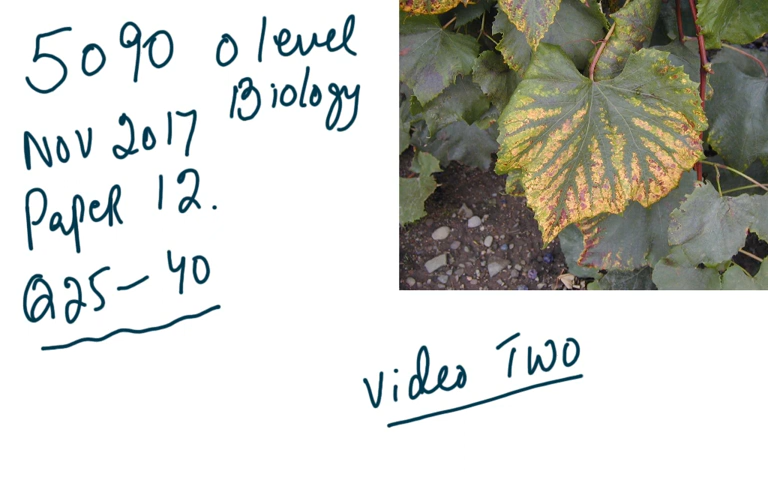 5090 O level
Biology
Nov 2017
Paper 12.
Q25-40
Video Two